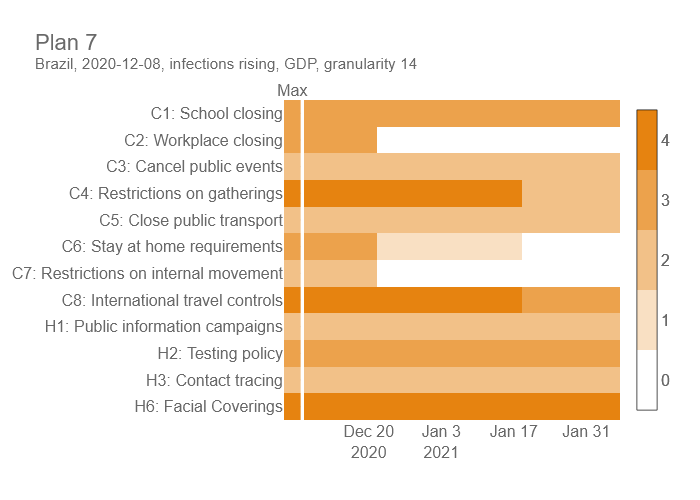 Plan 7
Brazil, 2020-12-08, infections rising, GDP, granularity 14
Max
C1: School closing
C2: Workplace closing
C3: Cancel public events
C4: Restrictions on gatherings
C5: Close public transport
C6: Stay at home requirements
C7: Restrictions on internal movement
C8: International travel controls
H1: Public information campaigns
H2: Testing policy
H3: Contact tracing
H6: Facial Coverings
4
3
2
1
0
Dec 20 Jan 3 Jan 17 Jan 31
2020 2021